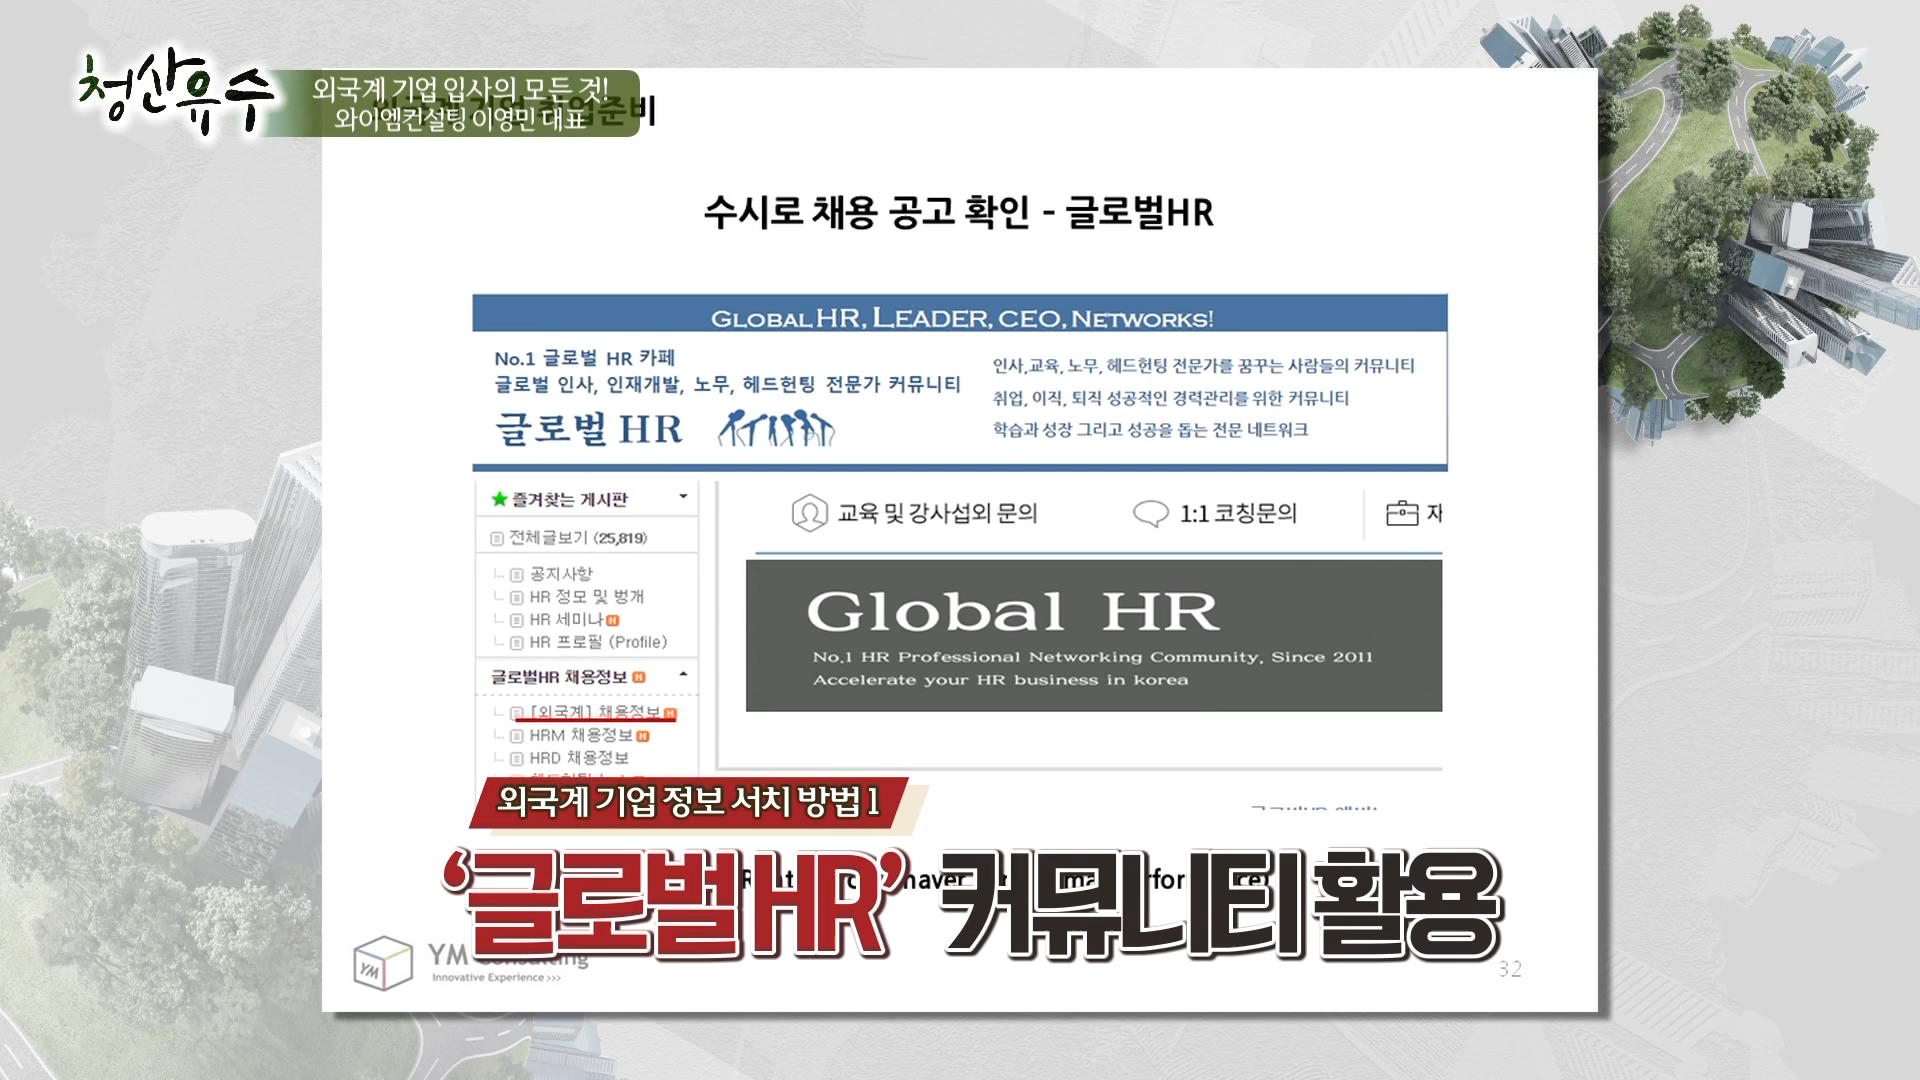 청산유수
외국계 기업 입사의 모든 것!
와이엠컨설팅 이영민 대표
수시로 채용 공고 확인 - 글로벌HR
GLOBAL HR, LEADER, CEO, NETWORKS!
No.1 글로벌 HR 카페
글로벌 인사, 인재개발, 노무, 헤드헌팅 전문가 커뮤니티
글로벌 HR
인사,교육, 노무, 헤드헌팅 전문가를 꿈꾸는 사람들의 커뮤니티
취업, 이직, 퇴직 성공적인 경력관리를 위한 커뮤니티
학습과 성장 그리고 성공을 돕는 전문 네트워크
즐겨찾는 게시판
전체글보기 (25,819)
공지사항
HR 정모 및 벙개
HR 세미나 N
HR 프로필 (Profile)
글로벌HR 채용정보 N
[외국계] 채용정보 N
HRM 채용정보 N
HRD 채용정보
교육 및 강사섭외 문의
1:1 코칭문의
재
Global HR
No.1 HR Professional Networking Community, Since 2011
Accelerate your HR business in korea
외국계 기업 정보 서치 방법 1
'글로벌 HR' 커뮤니티 활용
YM
YM Consulting
Innovative Experience >>>
32